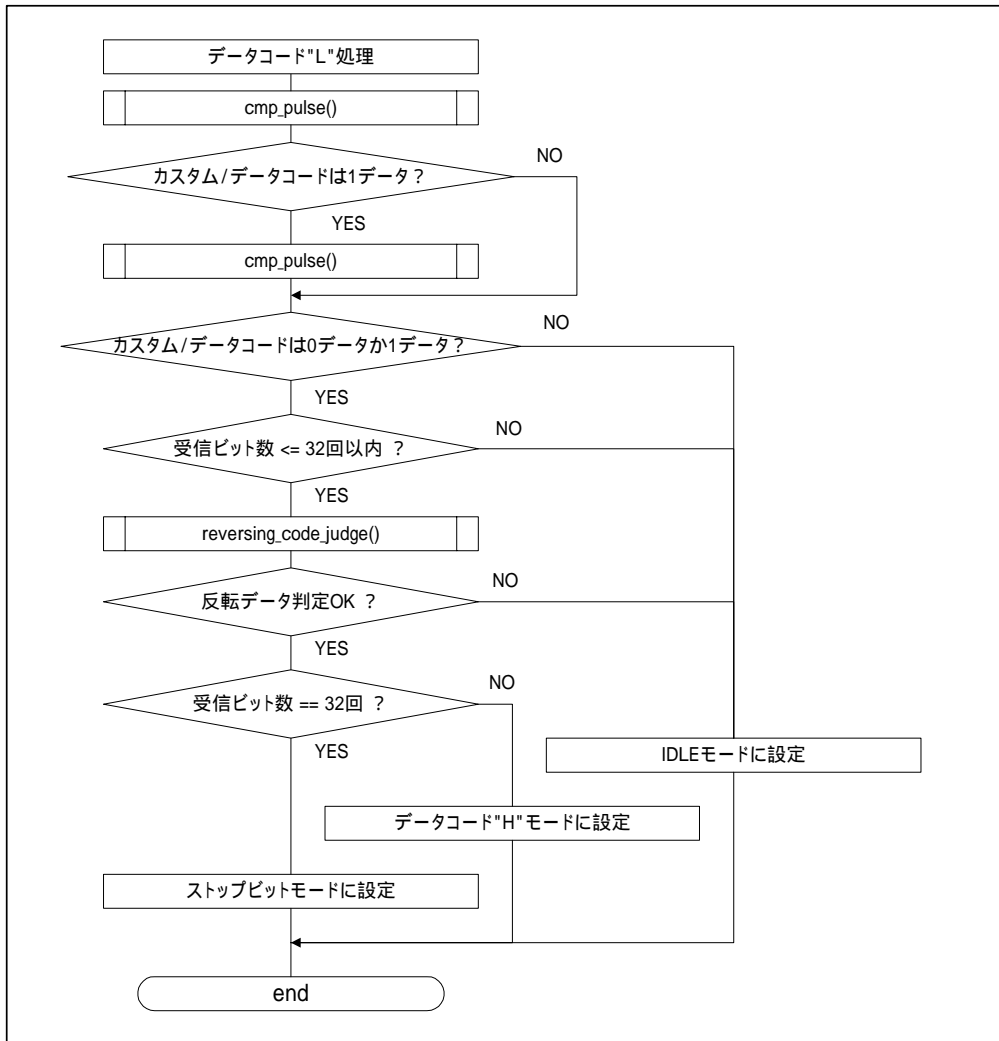 データコード"L"処理
cmp_pulse()
NO
カスタム/データコードは1データ？
YES
cmp_pulse()
NO
カスタム/データコードは0データか1データ？
YES
NO
受信ビット数 <= 32回以内 ？
YES
reversing_code_judge()
NO
反転データ判定OK ？
YES
NO
受信ビット数 == 32回 ？
YES
IDLEモードに設定
データコード"H"モードに設定
ストップビットモードに設定
end